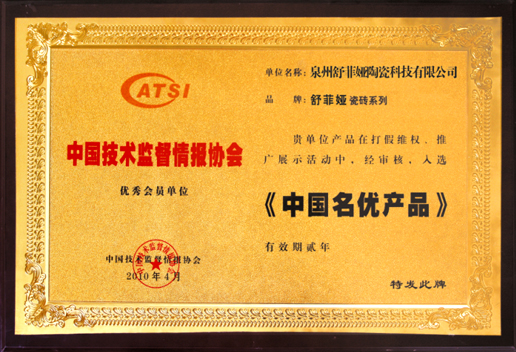 CATSI
中国技术监督情报协会
优秀会员单位
中国技术监督情报协会
2010年4月
单位名称：泉州舒菲娅陶瓷科技有限公司
品　牌：舒菲娅 瓷砖系列
贵单位产品在打假维权、推
广展示活动中，经审核，入选
《中国名优产品》
有效期贰年
特发此牌